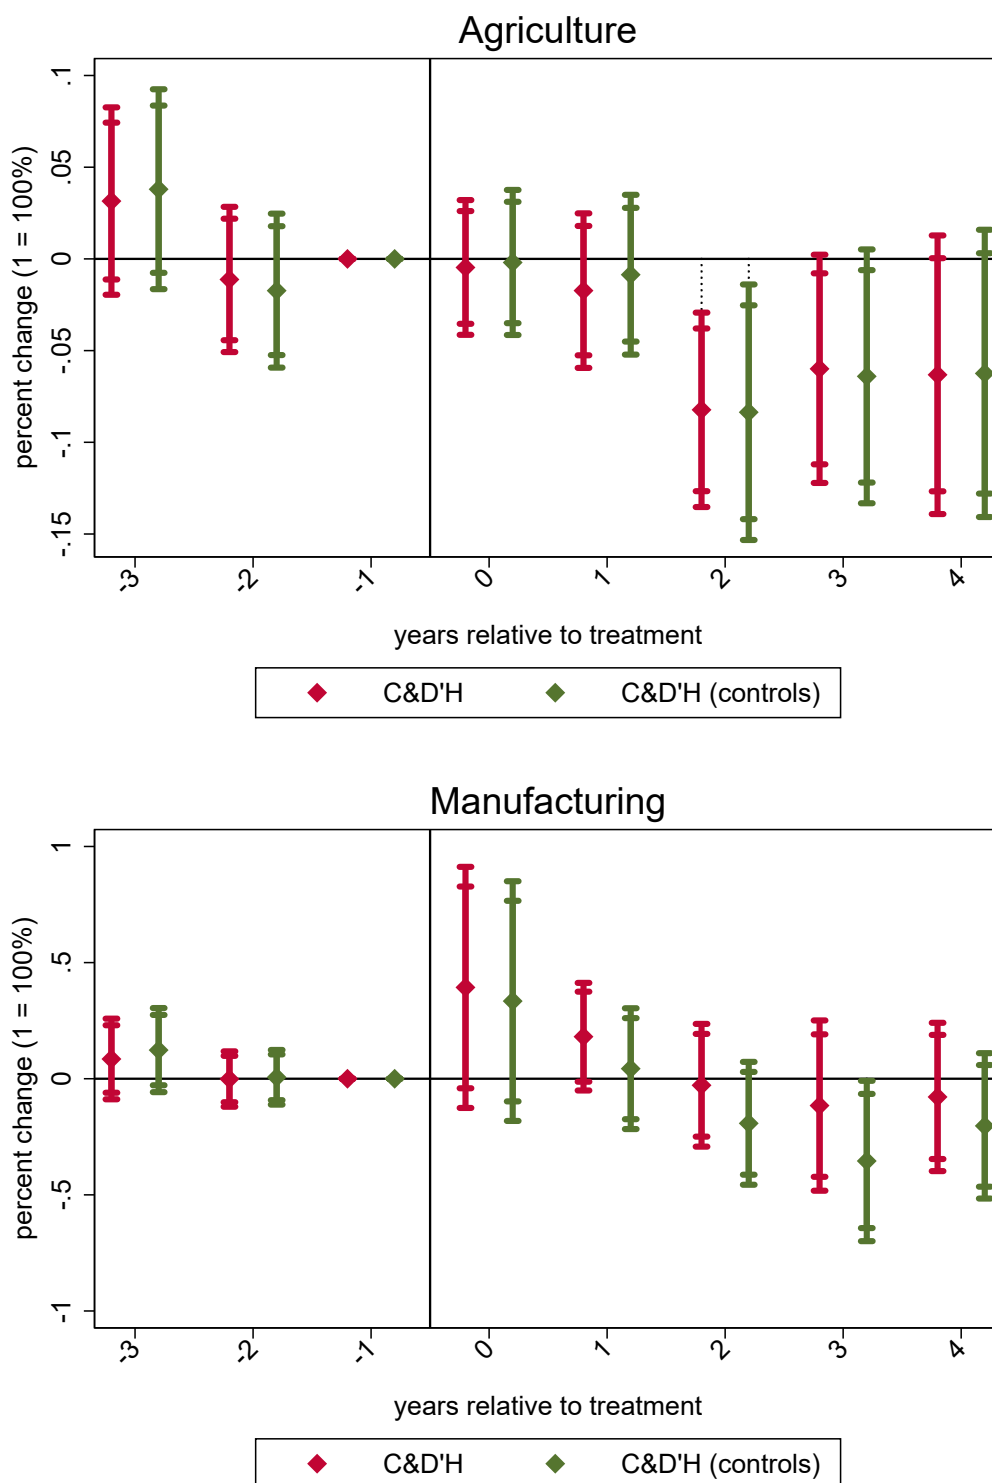 Agriculture
percent change (1 = 100%)
.1
.05
0
-.05
-.1
-.15
-3 -2 -1 0 1 2 3 4
years relative to treatment
C&D'H C&D'H (controls)
Manufacturing
percent change (1 = 100%)
1
.5
0
-.5
-1
-3 -2 -1 0 1 2 3 4
years relative to treatment
C&D'H C&D'H (controls)